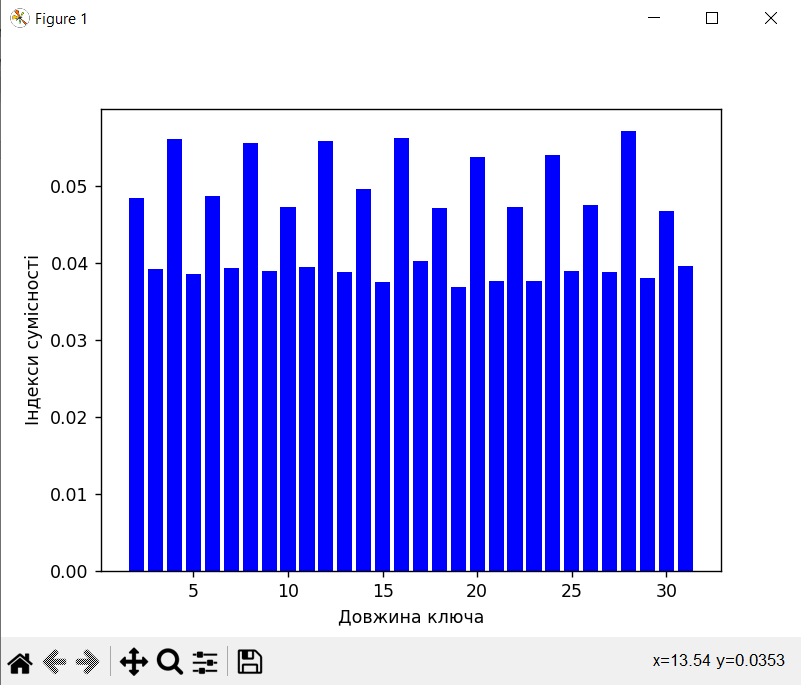 Figure 1
Індекси сумісності
0.05
0.04
0.03
0.02
0.01
0.00
5 10 15 20 25 30
Довжина ключа
x=13.54 y=0.0353